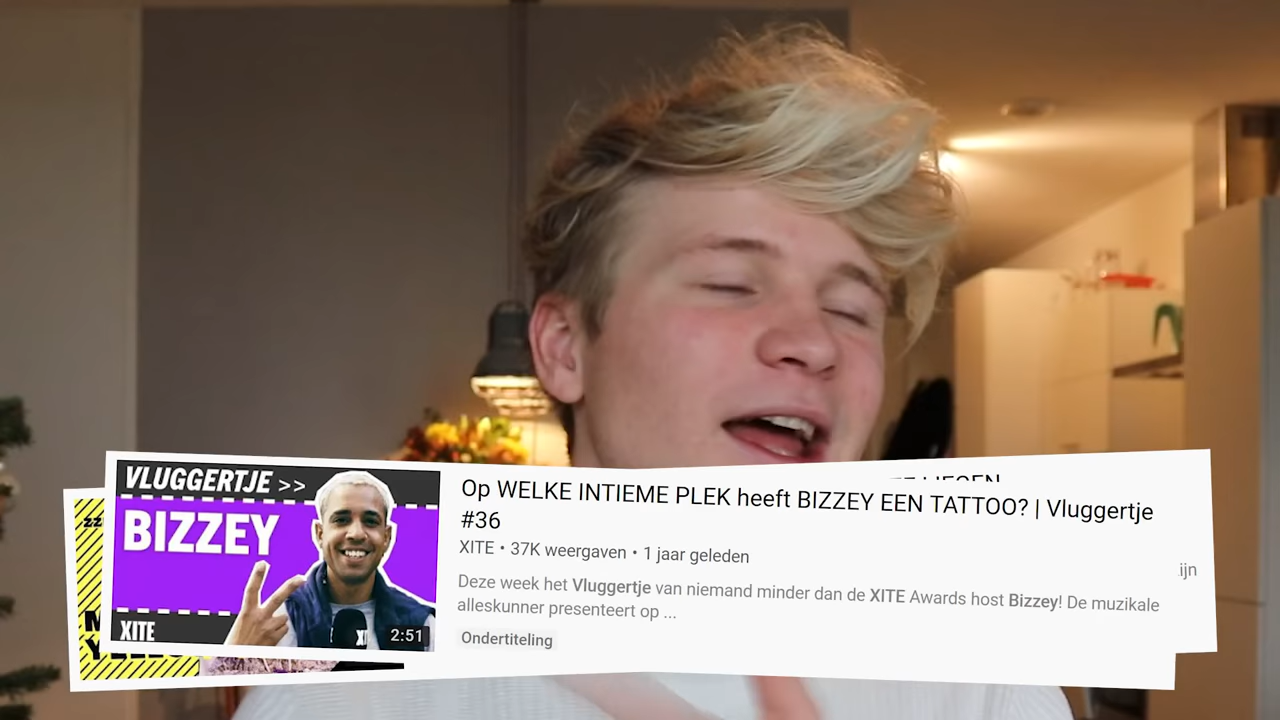 VLUGGERTJE >>
BIZZEY
XITE
2:51
Op WELKE INTIEME PLEK heeft BIZZEY EEN TATTOO? | Vluggertje
#36
XITE • 37K weergaven • 1 jaar geleden
Deze week het Vluggertje van niemand minder dan de XITE Awards host Bizzey! De muzikale
alleskunner presenteert op ...
Ondertiteling
ijn